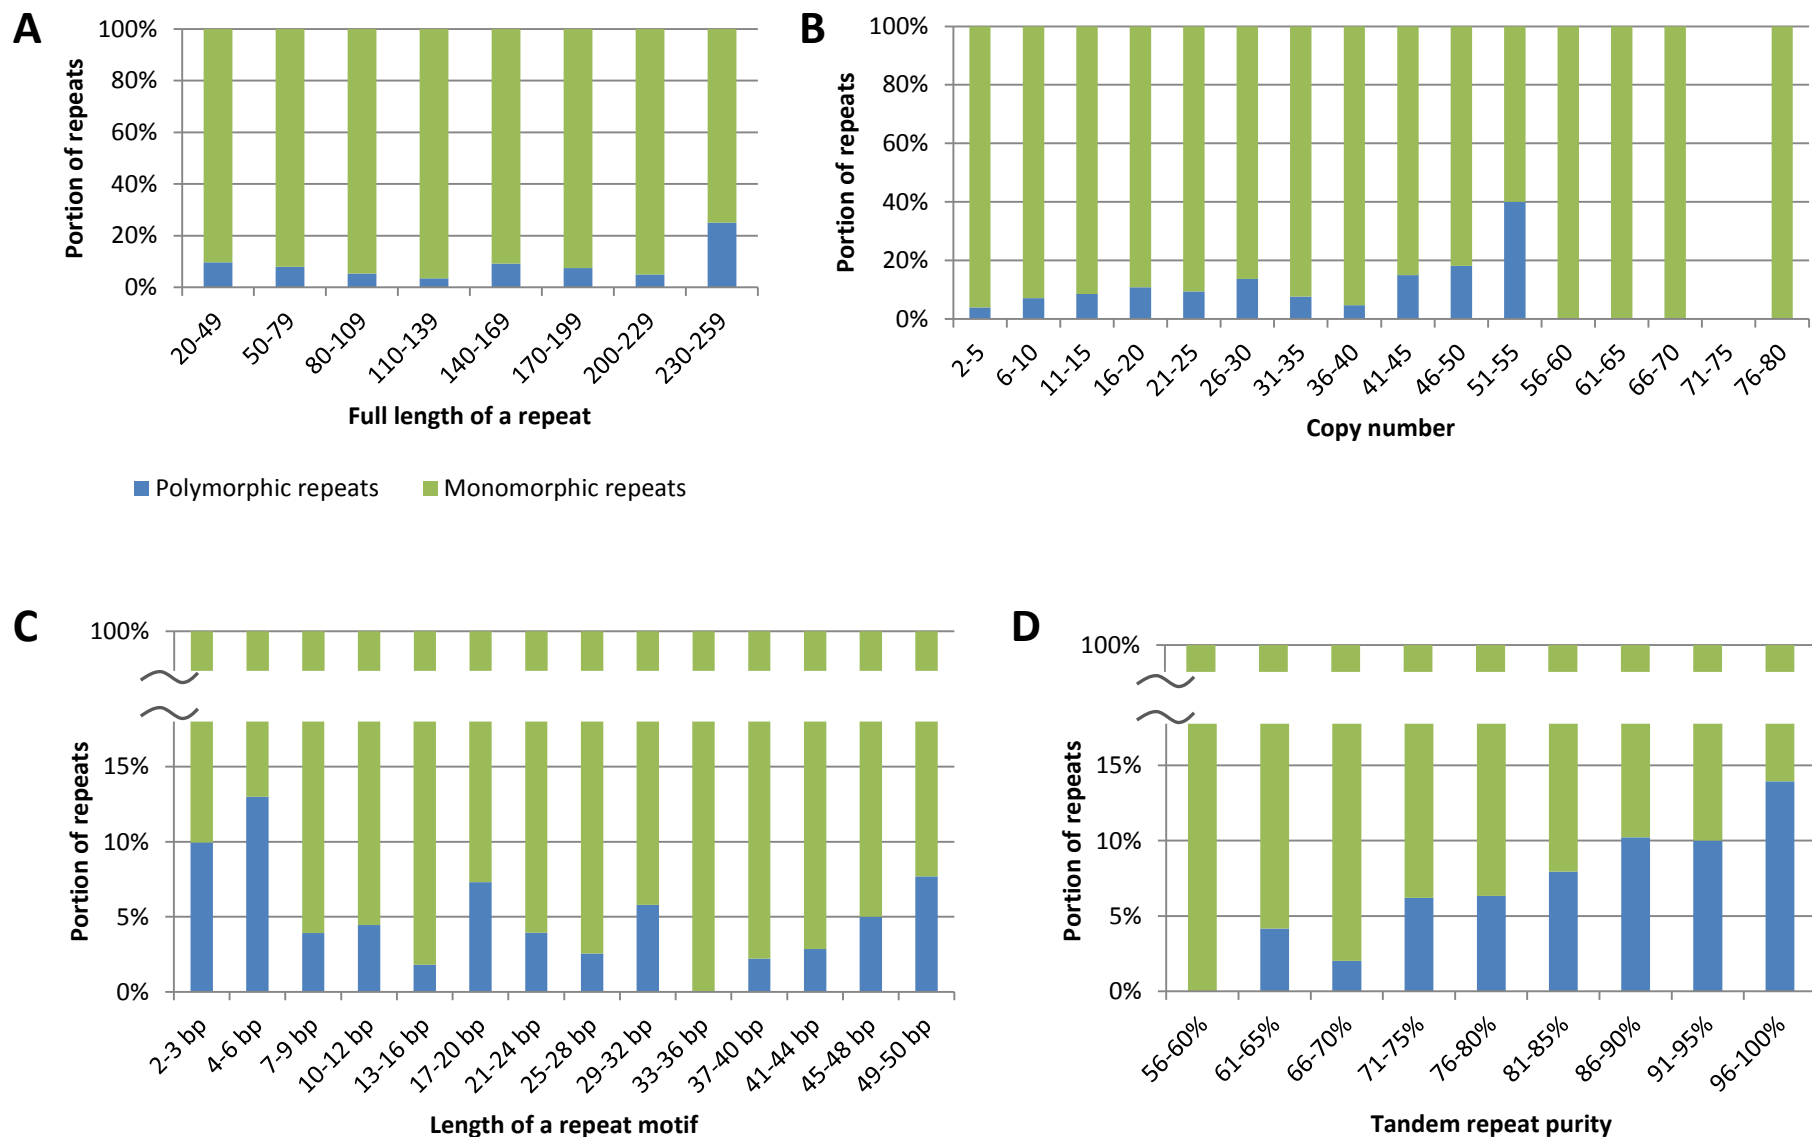 A
Portion of repeats
100%
80%
60%
40%
20%
0%
20-49
50-79
80-109
110-139
140-169
170-199
200-229
230-259
Full length of a repeat
B
Portion of repeats
100%
80%
60%
40%
20%
0%
2-5
6-10
11-15
16-20
21-25
26-30
31-35
36-40
41-45
46-50
51-55
56-60
61-65
66-70
71-75
76-80
Copy number
Polymorphic repeats
Monomorphic repeats
C
Portion of repeats
100%
15%
10%
5%
0%
2-3 bp
4-6 bp
7-9 bp
10-12 bp
13-16 bp
17-20 bp
21-24 bp
25-28 bp
29-32 bp
33-36 bp
37-40 bp
41-44 bp
45-48 bp
49-50 bp
Length of a repeat motif
D
Portion of repeats
100%
15%
10%
5%
0%
56-60%
61-65%
66-70%
71-75%
76-80%
81-85%
86-90%
91-95%
96-100%
Tandem repeat purity